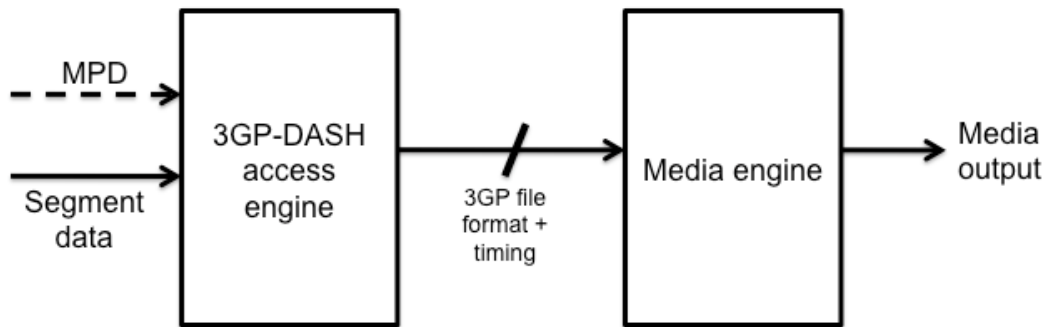 MPD
Segment
data
3GP-DASH
access
engine
3GP file
format +
timing
Media engine
Media
output